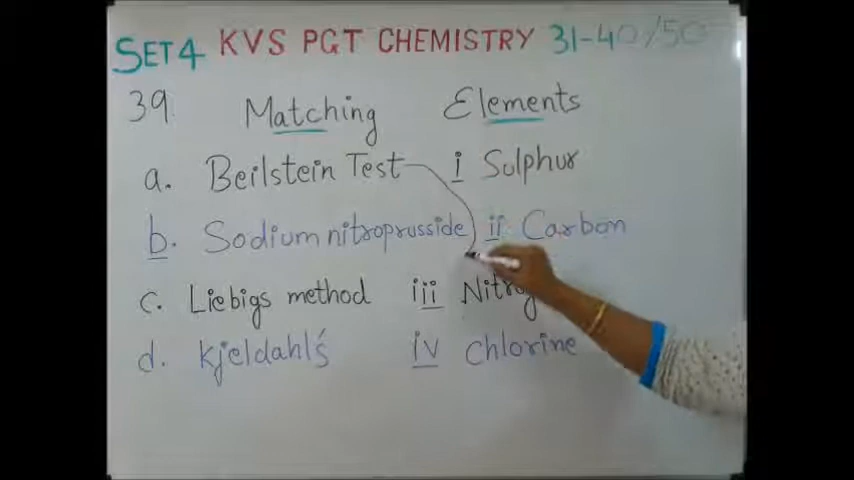 SET4 KVS PGT CHEMISTRY 31-40/50
39 Matching Elements
a. Beilstein Test i Sulphur
b. Sodium nitroprusside ii Carbon
c. Liebigs method iii Nitrog
d. Kjeldahl's iv Chlorine